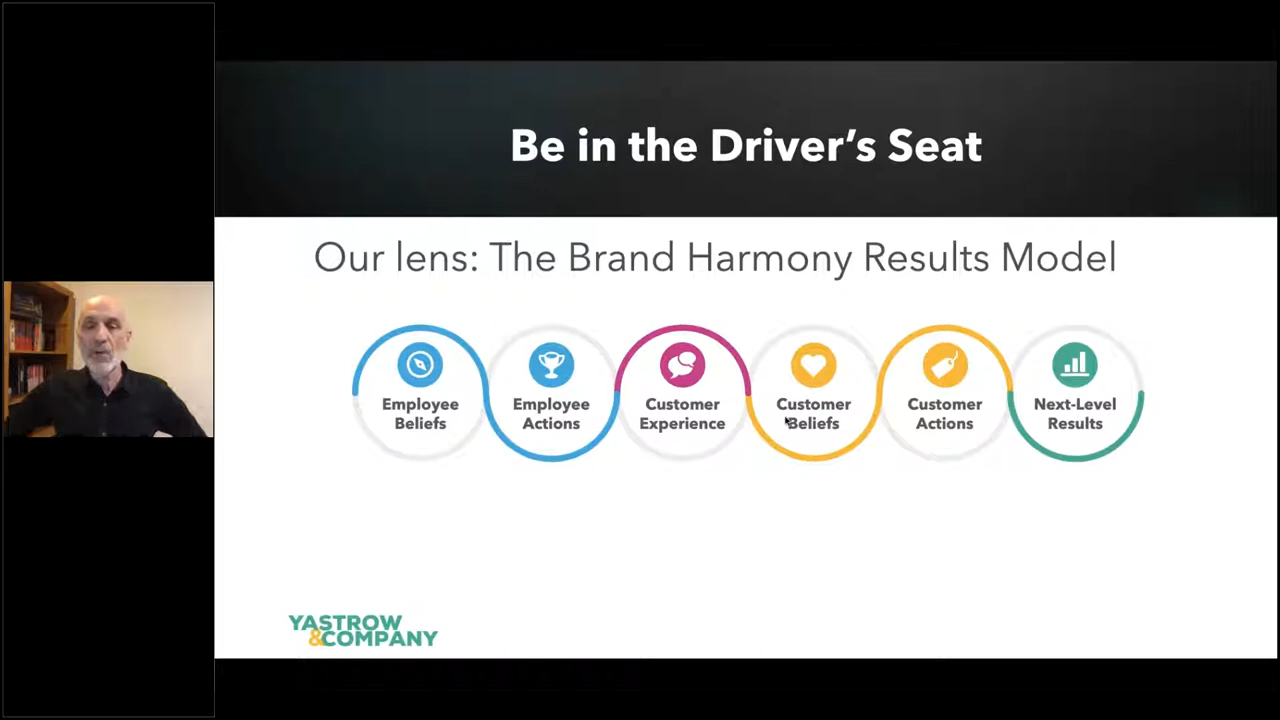 Be in the Driver’s Seat
Our lens: The Brand Harmony Results Model
Employee
Beliefs
Employee
Actions
Customer
Experience
Customer
Beliefs
Customer
Actions
Next-Level
Results
YASTROW
&COMPANY